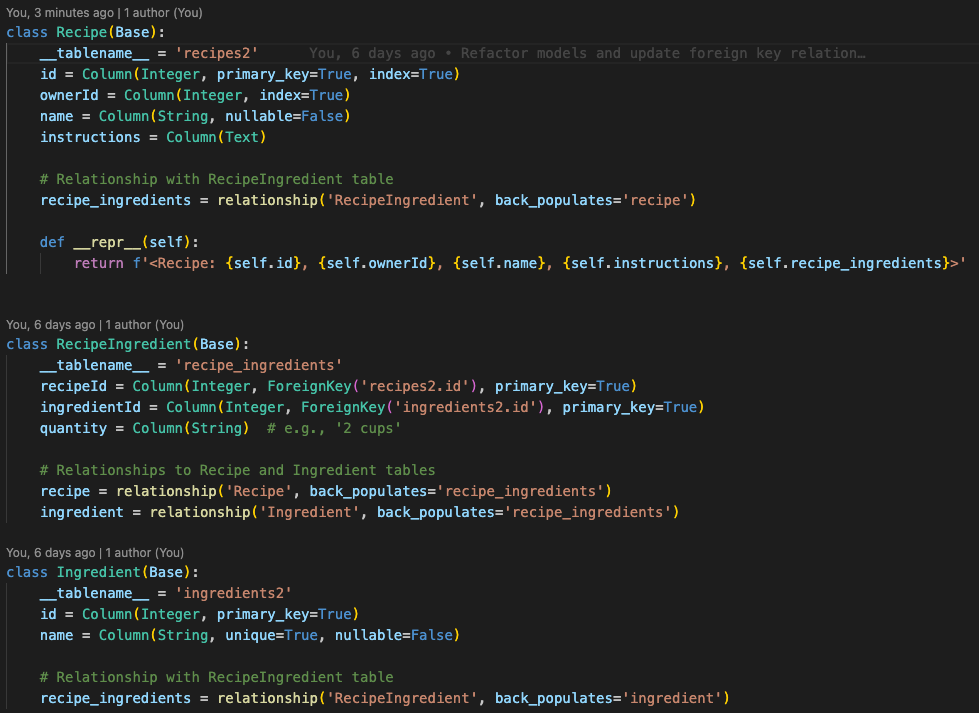 You, 3 minutes ago | 1 author (You)
class Recipe(Base):
    __tablename__ = 'recipes2'      You, 6 days ago • Refactor models and update foreign key relation…
    id = Column(Integer, primary_key=True, index=True)
    ownerId = Column(Integer, index=True)
    name = Column(String, nullable=False)
    instructions = Column(Text)

    # Relationship with RecipeIngredient table
    recipe_ingredients = relationship('RecipeIngredient', back_populates='recipe')

    def __repr__(self):
        return f'<Recipe: {self.id}, {self.ownerId}, {self.name}, {self.instructions}, {self.recipe_ingredients}>'

You, 6 days ago | 1 author (You)
class RecipeIngredient(Base):
    __tablename__ = 'recipe_ingredients'
    recipeId = Column(Integer, ForeignKey('recipes2.id'), primary_key=True)
    ingredientId = Column(Integer, ForeignKey('ingredients2.id'), primary_key=True)
    quantity = Column(String)  # e.g., '2 cups'

    # Relationships to Recipe and Ingredient tables
    recipe = relationship('Recipe', back_populates='recipe_ingredients')
    ingredient = relationship('Ingredient', back_populates='recipe_ingredients')

You, 6 days ago | 1 author (You)
class Ingredient(Base):
    __tablename__ = 'ingredients2'
    id = Column(Integer, primary_key=True)
    name = Column(String, unique=True, nullable=False)

    # Relationship with RecipeIngredient table
    recipe_ingredients = relationship('RecipeIngredient', back_populates='ingredient')